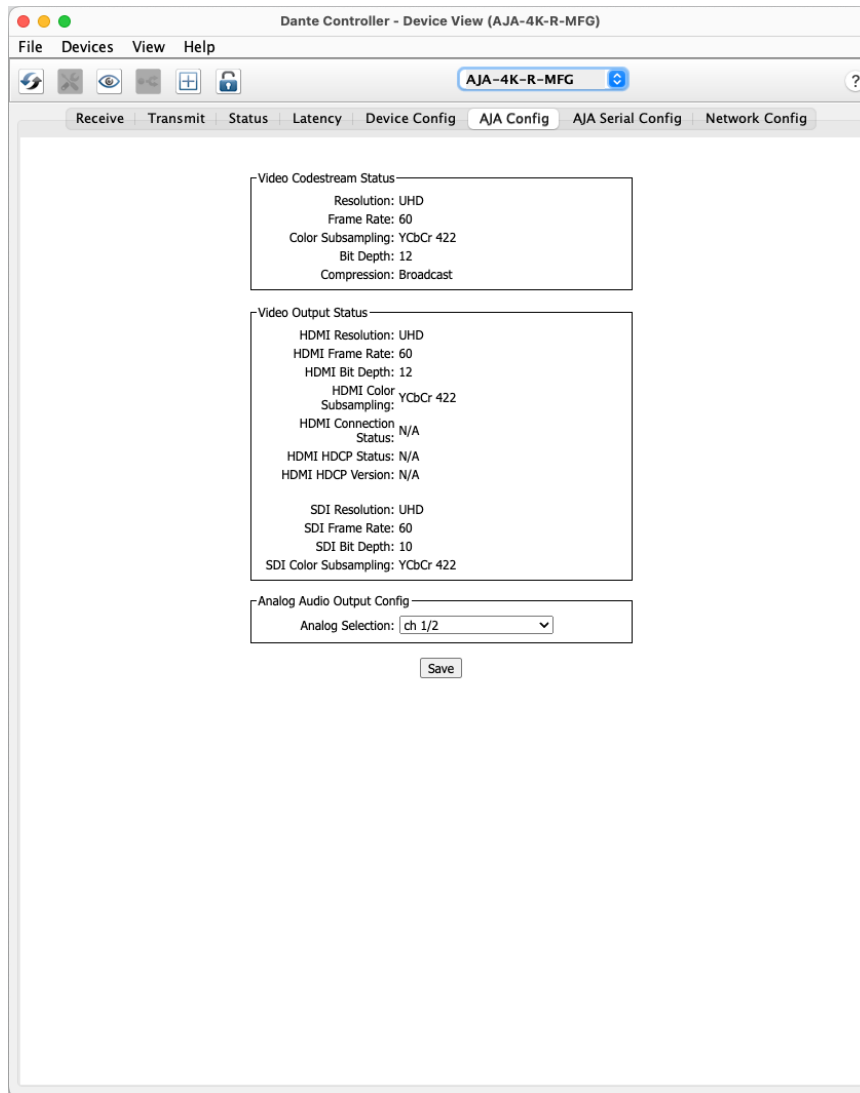 Dante Controller - Device View (AJA-4K-R-MFG)
File Devices View Help
AJA-4K-R-MFG
?
Receive Transmit Status Latency Device Config AJA Config AJA Serial Config Network Config
Video Codestream Status
Resolution: UHD
Frame Rate: 60
Color Subsampling: YCbCr 422
Bit Depth: 12
Compression: Broadcast
Video Output Status
HDMI Resolution: UHD
HDMI Frame Rate: 60
HDMI Bit Depth: 12
HDMI Color
Subsampling: YCbCr 422
HDMI Connection
Status: N/A
HDMI HDCP Status: N/A
HDMI HDCP Version: N/A
SDI Resolution: UHD
SDI Frame Rate: 60
SDI Bit Depth: 10
SDI Color Subsampling: YCbCr 422
Analog Audio Output Config
Analog Selection: ch 1/2
Save